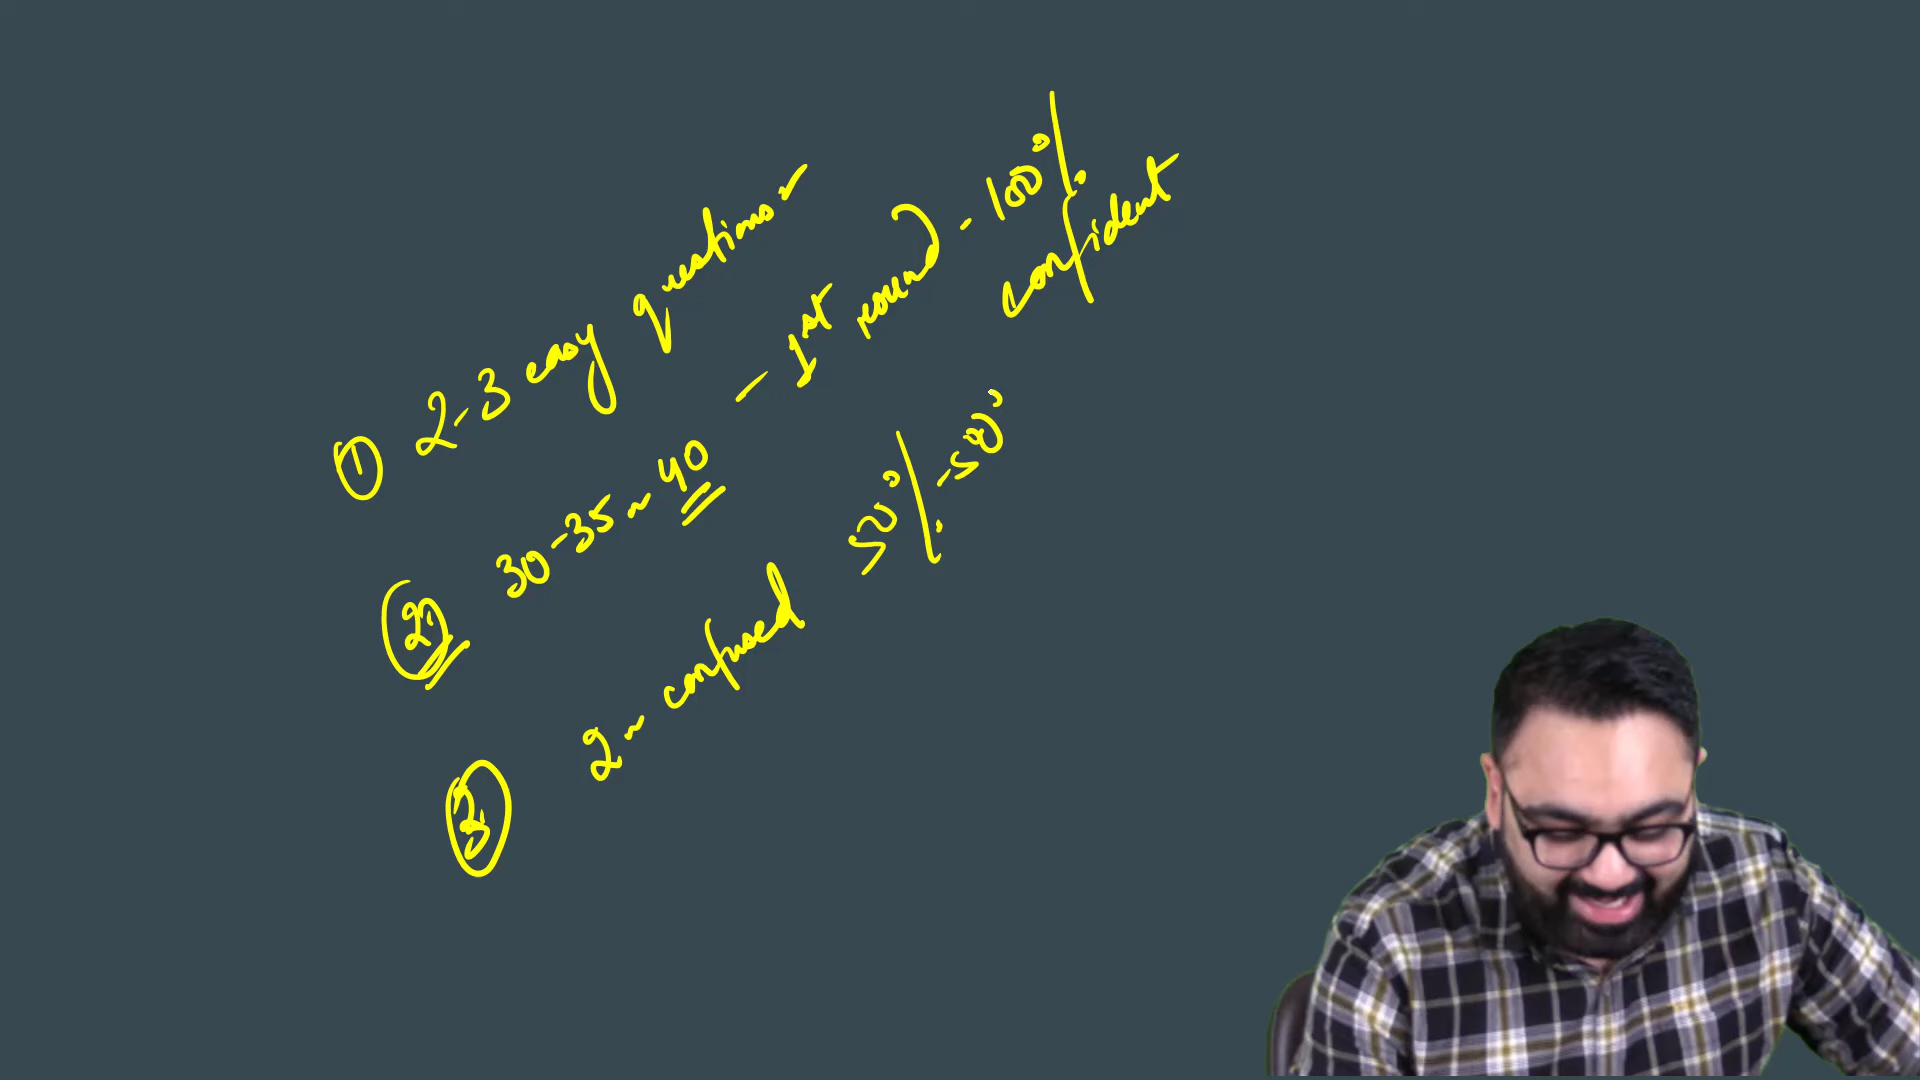 ① 2-3 easy questions -
② 30-35 ~ 40 - 1st round - 100% confident
③ 2 ~ confused 50% - 50°